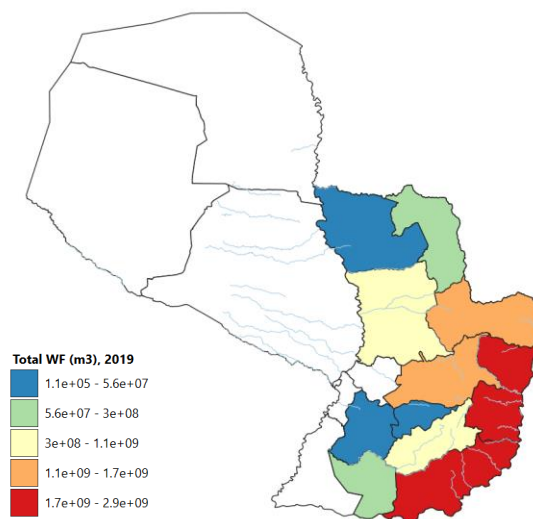 Total WF (m3), 2019
1.1e+05 - 5.6e+07
5.6e+07 - 3e+08
3e+08 - 1.1e+09
1.1e+09 - 1.7e+09
1.7e+09 - 2.9e+09